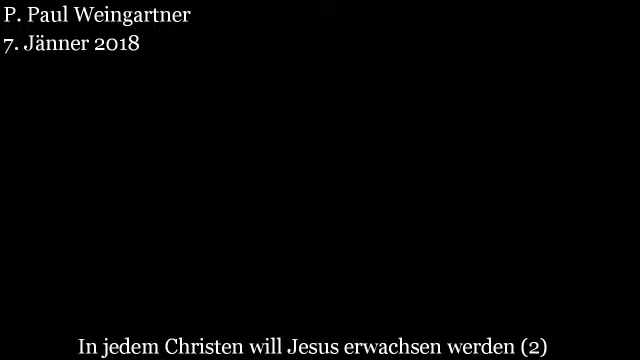 P. Paul Weingartner
7. Jänner 2018
In jedem Christen will Jesus erwachsen werden (2)